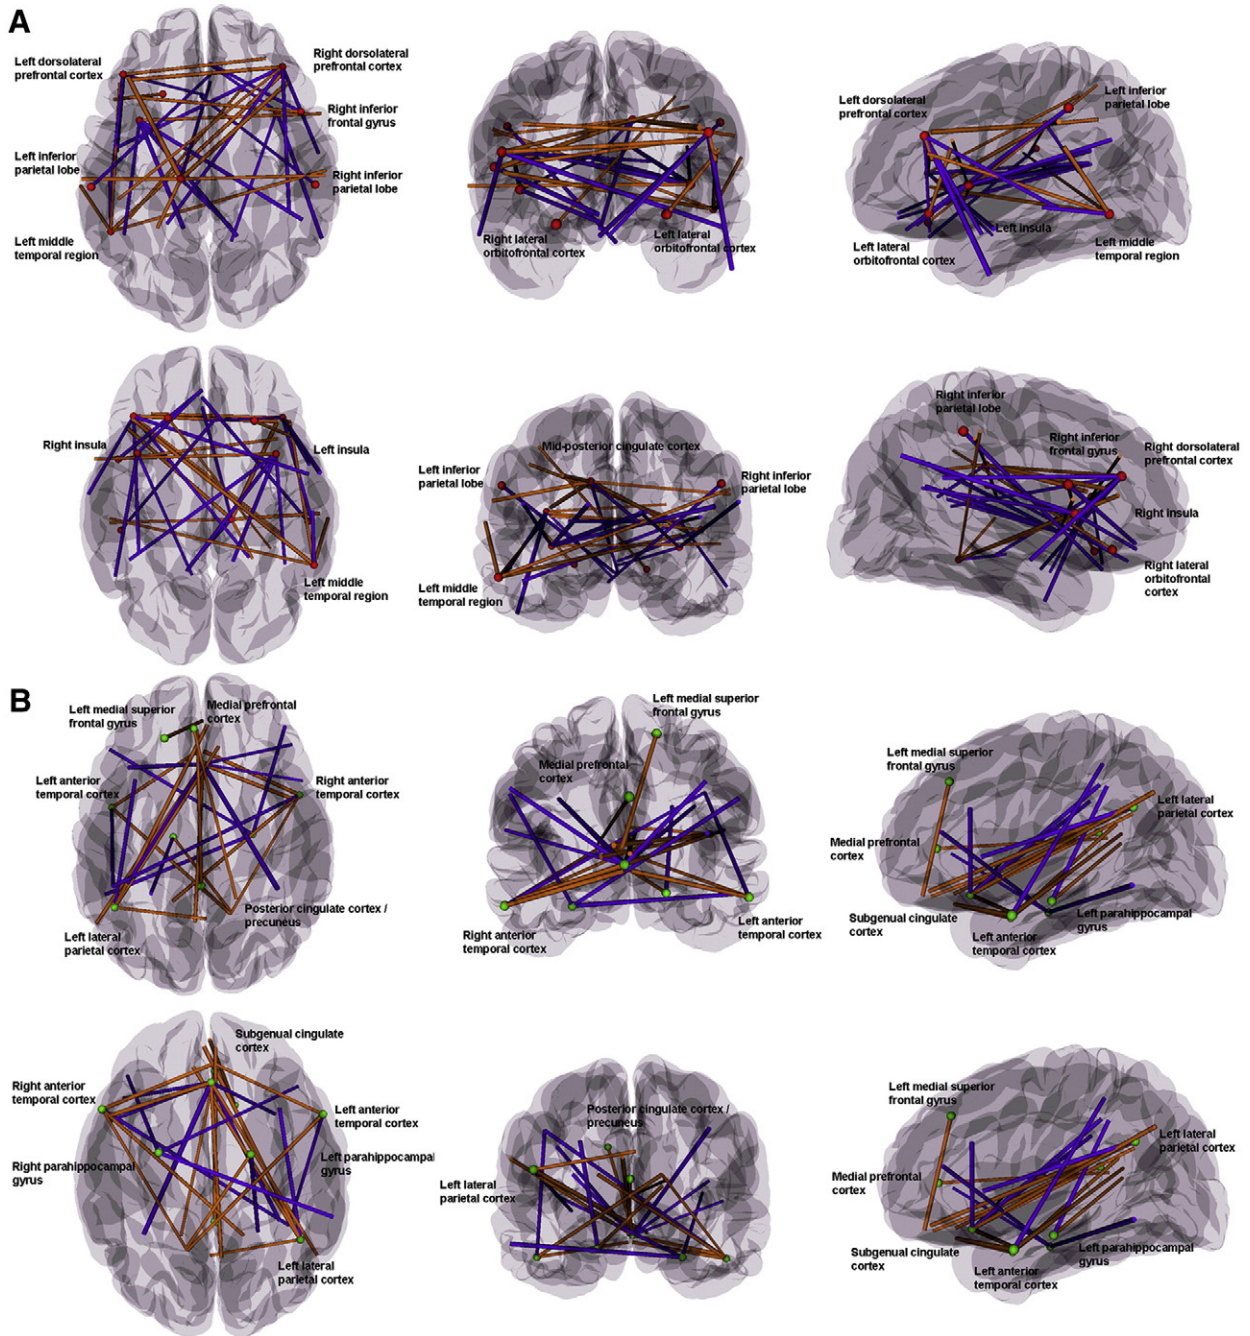 A
Left dorsolateral
prefrontal cortex
Right dorsolateral
prefrontal cortex
Right inferior
frontal gyrus
Left inferior
parietal lobe
Right inferior
parietal lobe
Left middle
temporal region
Right lateral
orbitofrontal cortex
Left lateral
orbitofrontal cortex
Left dorsolateral
prefrontal cortex
Left inferior
parietal lobe
Left insula
Left lateral
orbitofrontal cortex
Left middle
temporal region
Right insula
Left insula
Left middle
temporal region
Mid-posterior cingulate cortex
Left inferior
parietal lobe
Right inferior
parietal lobe
Left middle
temporal region
Right inferior
parietal lobe
Right inferior
frontal gyrus
Right dorsolateral
prefrontal cortex
Right insula
Right lateral
orbitofrontal
cortex
B
Left medial superior
frontal gyrus
Medial prefrontal
cortex
Left anterior
temporal cortex
Right anterior
temporal cortex
Posterior cingulate cortex /
precuneus
Left lateral
parietal cortex
Left medial superior
frontal gyrus
Medial prefrontal
cortex
Right anterior
temporal cortex
Left anterior
temporal cortex
Left medial superior
frontal gyrus
Left lateral
parietal cortex
Medial prefrontal
cortex
Subgenual cingulate
cortex
Left parahippocampal
gyrus
Left anterior
temporal cortex
Subgenual cingulate
cortex
Right anterior
temporal cortex
Left anterior
temporal cortex
Right parahippocampal
gyrus
Left parahippocampal
gyrus
Left lateral
parietal cortex
Posterior cingulate cortex /
precuneus
Left lateral
parietal cortex
Left medial superior
frontal gyrus
Left lateral
parietal cortex
Medial prefrontal
cortex
Subgenual cingulate
cortex
Left parahippocampal
gyrus
Left anterior
temporal cortex